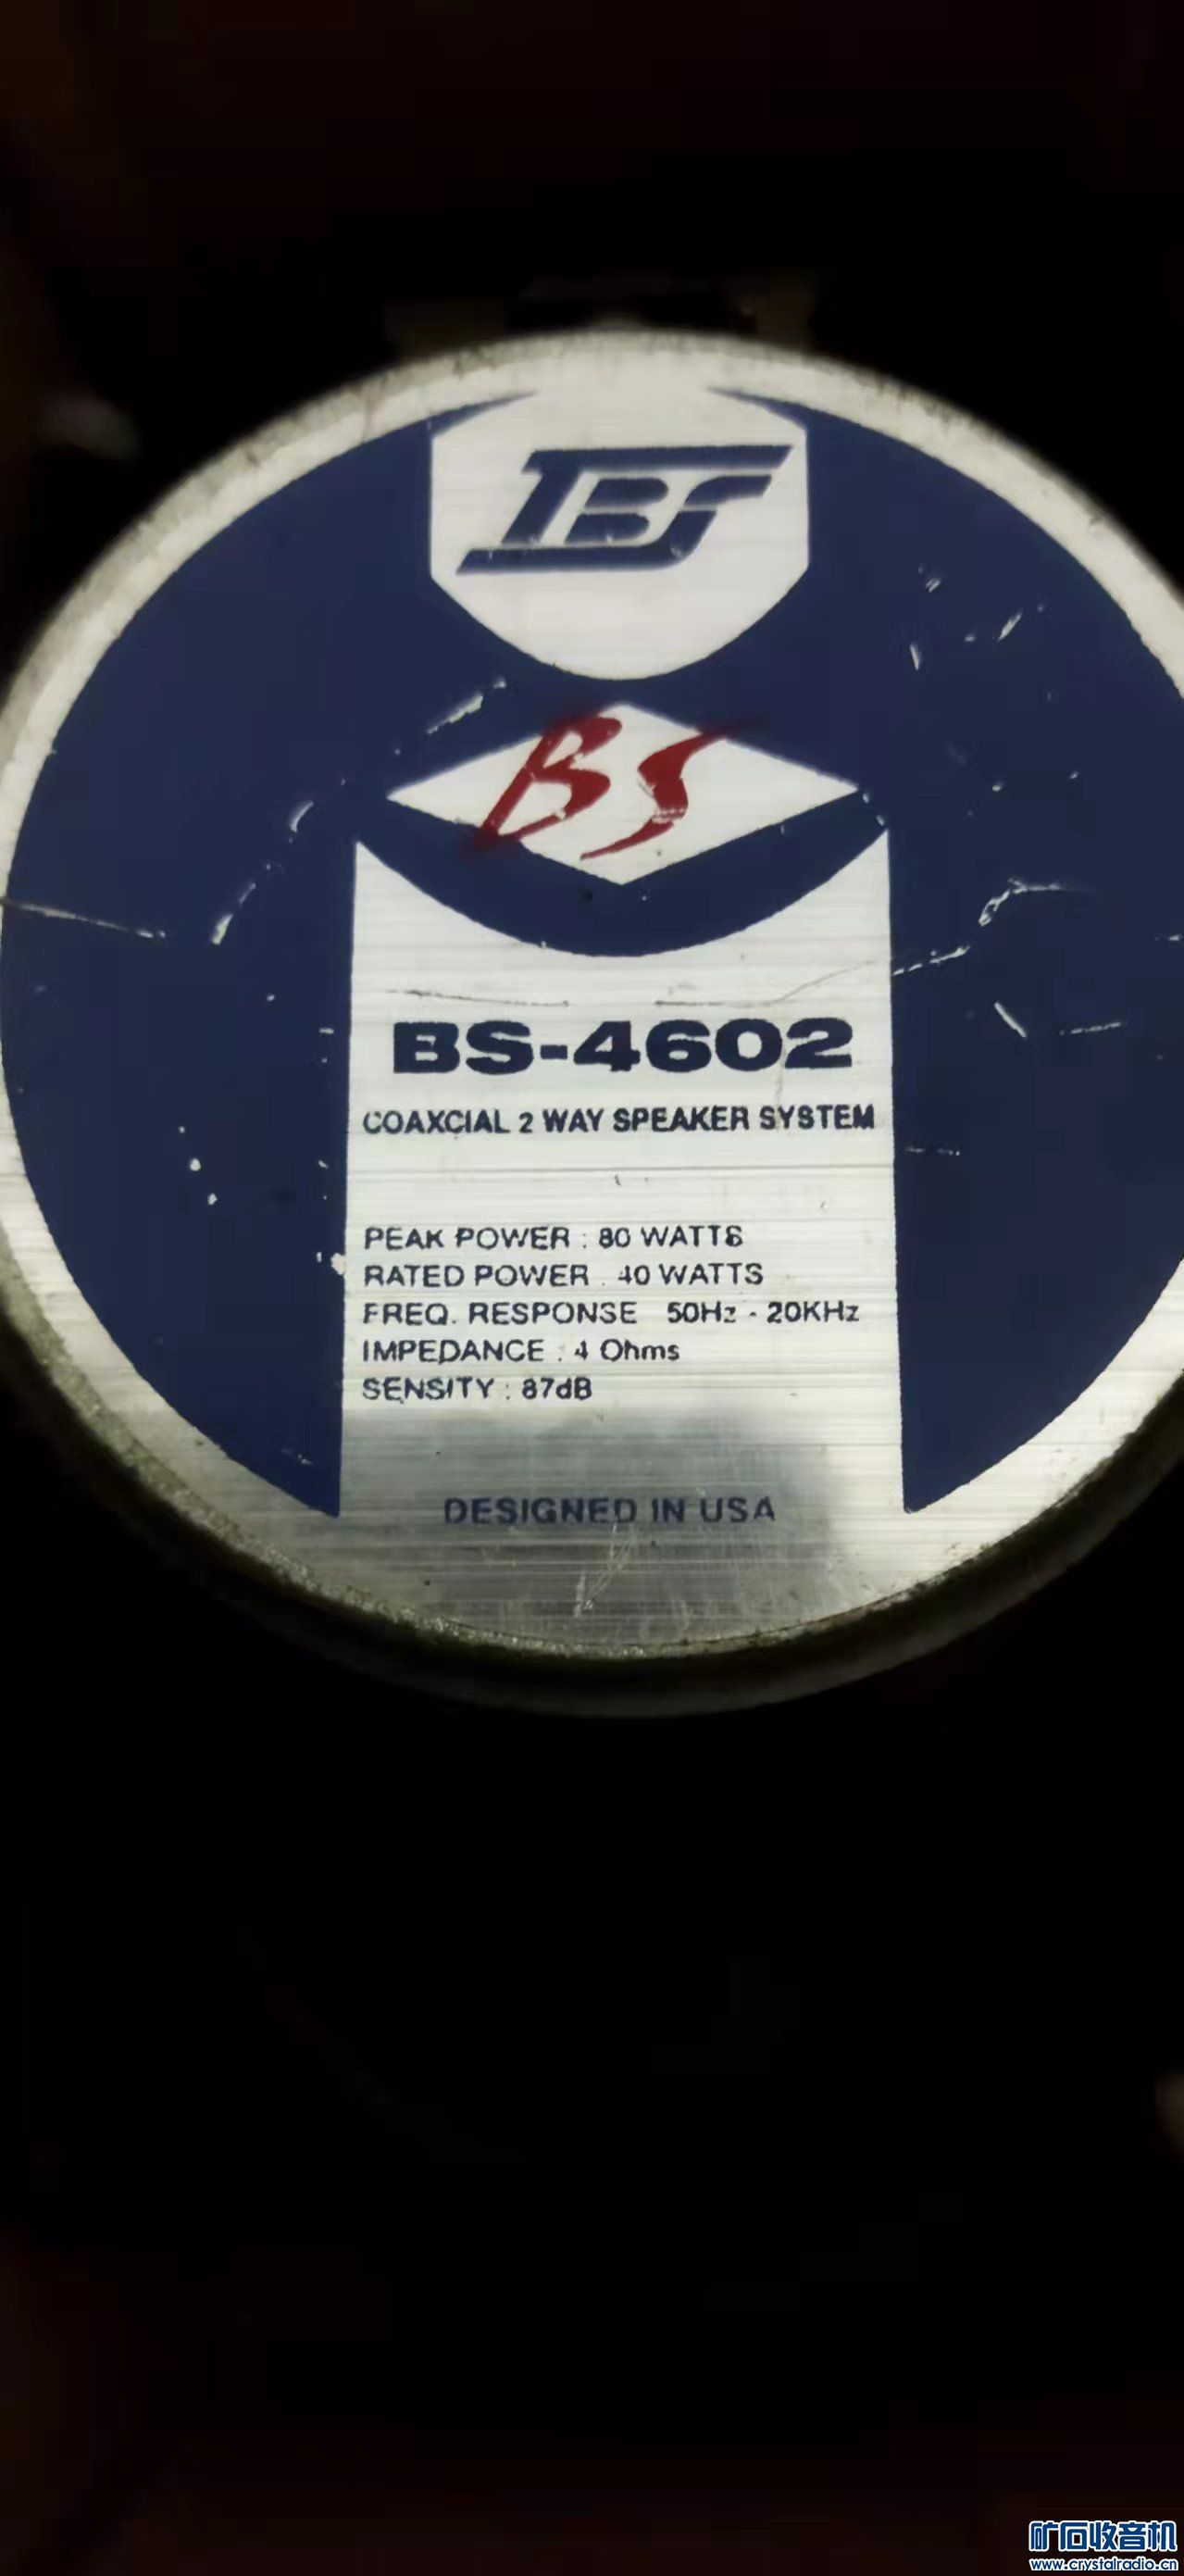 BS
BS
BS-4602
COAXCIAL 2 WAY SPEAKER SYSTEM
PEAK POWER : 80 WATTS
RATED POWER : 40 WATTS
FREQ. RESPONSE 50Hz - 20KHz
IMPEDANCE : 4 Ohms
SENSITY : 87dB
DESIGNED IN USA
矿石收音机
www.crystalradio.cn